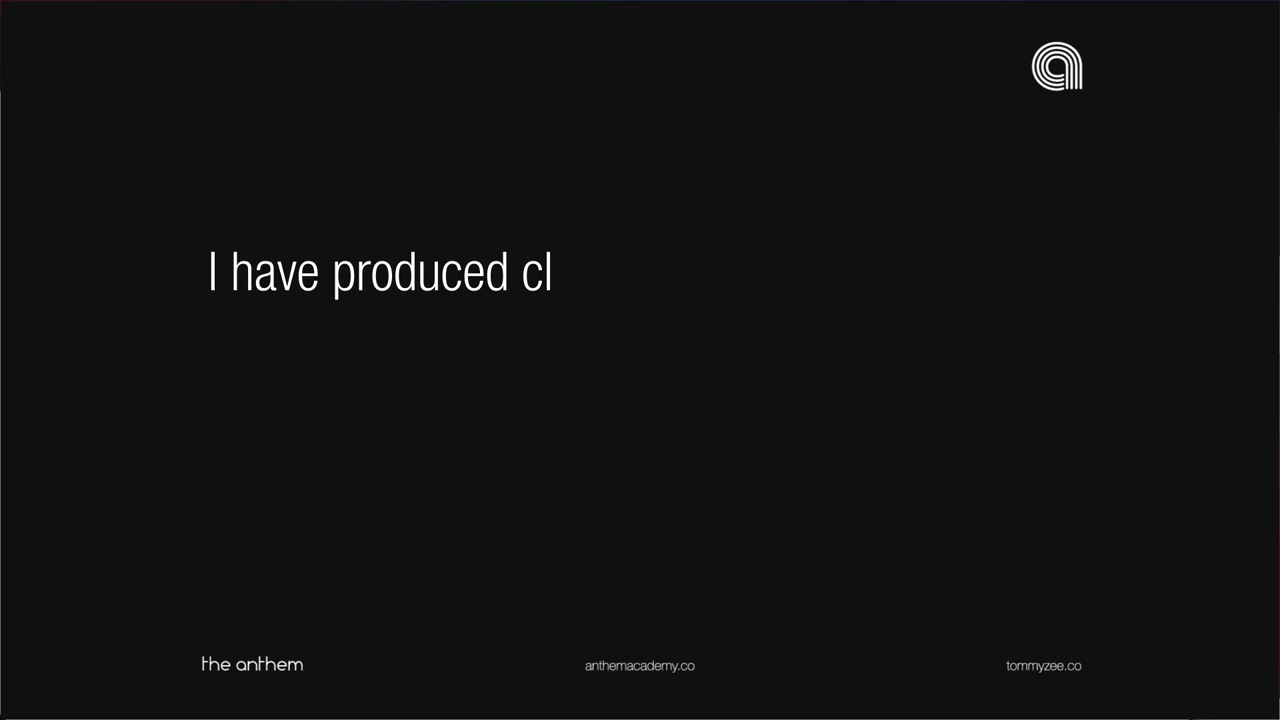 I have produced cl
the anthem
anthemacademy.co
tommyzee.co